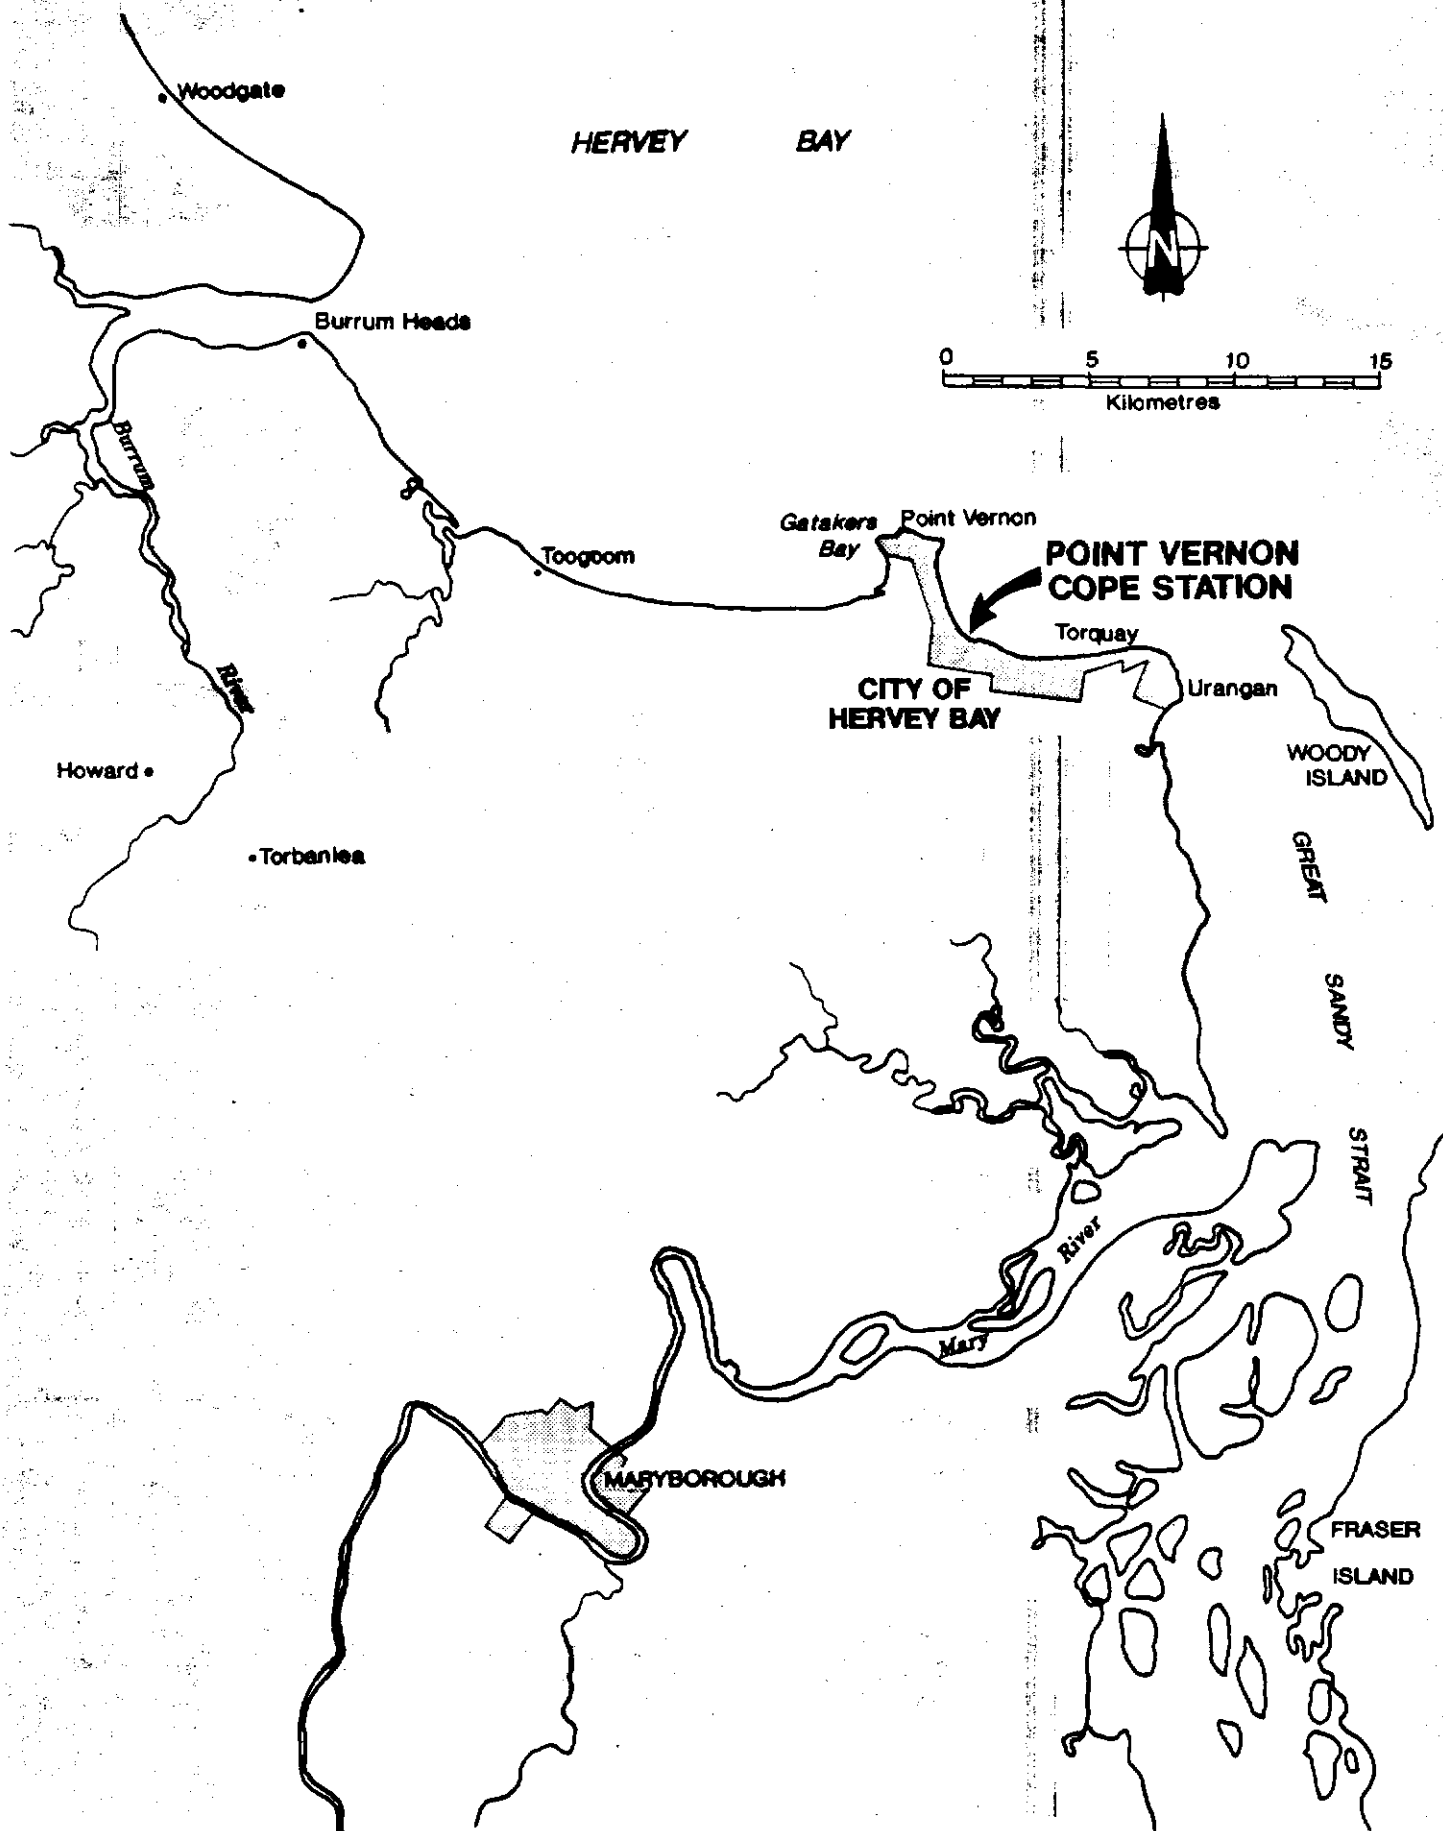 Woodgate
HERVEY BAY
N
Burrum Heads
0 5 10 15
Kilometres
Burrum
Gatakers
Bay
Point Vernon
POINT VERNON
COPE STATION
Toogoom
Torquay
River
CITY OF
HERVEY BAY
Urangan
WOODY
ISLAND
Howard
Torbanlea
GREAT
SANDY
STRAIT
River
Mary
MARYBOROUGH
FRASER
ISLAND